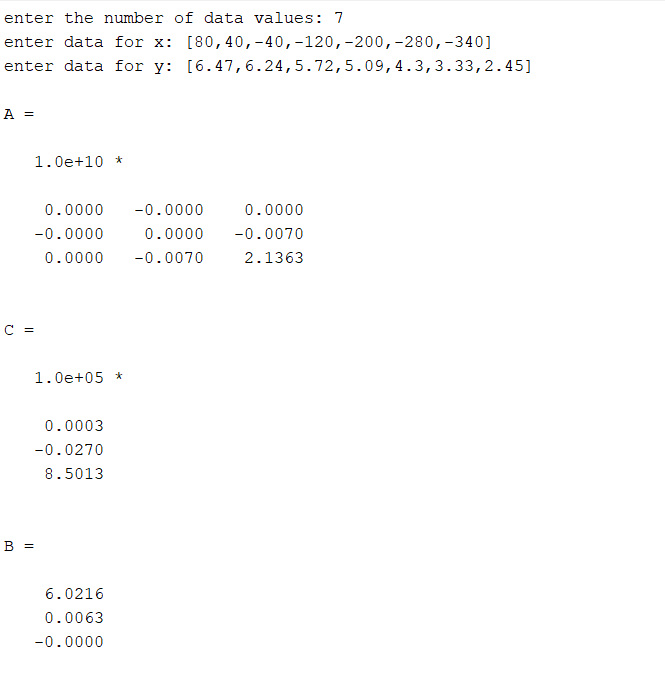 enter the number of data values: 7
enter data for x: [80,40,-40,-120,-200,-280,-340]
enter data for y: [6.47,6.24,5.72,5.09,4.3,3.33,2.45]
A =
1.0e+10 *
0.0000 -0.0000 0.0000
-0.0000 0.0000 -0.0070
0.0000 -0.0070 2.1363
C =
1.0e+05 *
0.0003
-0.0270
8.5013
B =
6.0216
0.0063
-0.0000